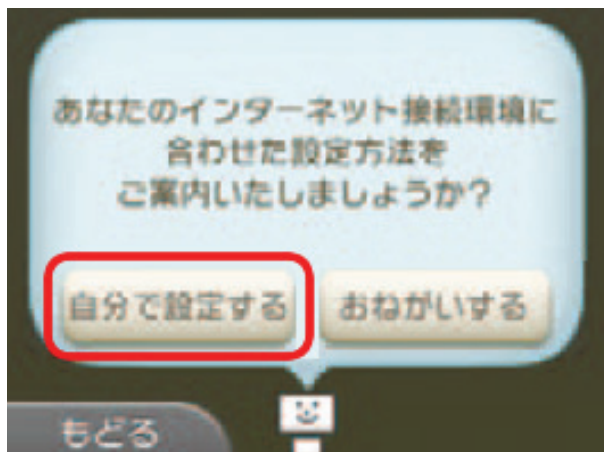 あなたのインターネット接続環境に
合わせた設定方法を
ご案内いたしましょうか？
自分で設定する
おねがいする
もどる